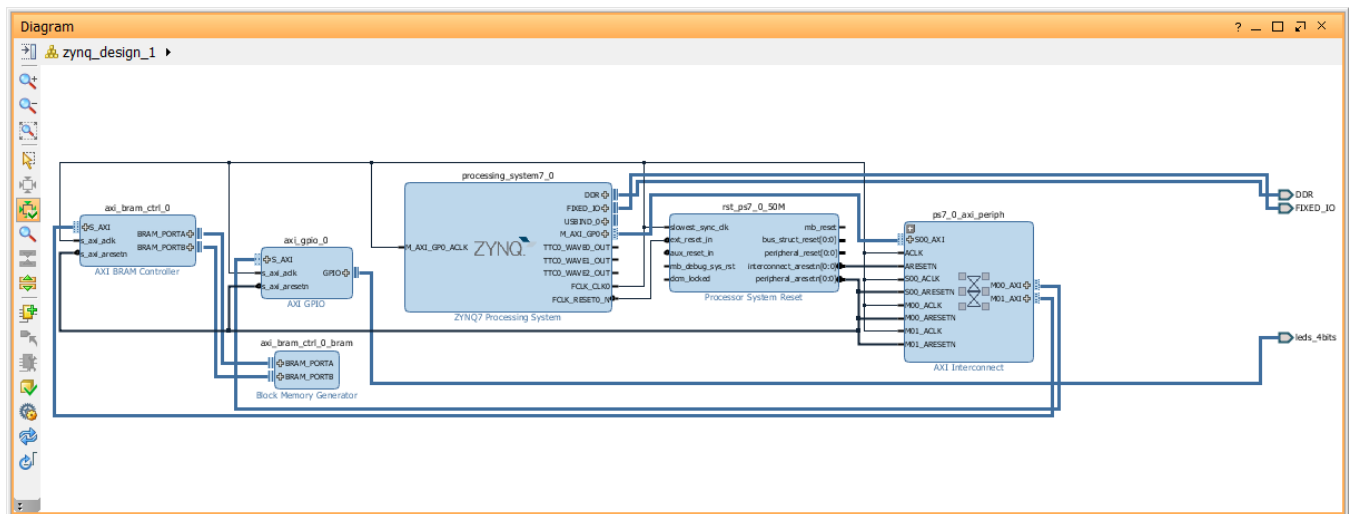 Diagram
? _ ×
zynq_design_1
processing_system7_0
DDR
FIXED_IO
USBIND_0
M_AXI_GP0
M_AXI_GP0_ACLK
ZYNQ
TTC0_WAVE0_OUT
TTC0_WAVE1_OUT
TTC0_WAVE2_OUT
FCLK_CLK0
FCLK_RESET0_N
ZYNQ7 Processing System
axi_bram_ctrl_0
S_AXI
s_axi_aclk
s_axi_aresetn
BRAM_PORTA
BRAM_PORTB
AXI BRAM Controller
axi_gpio_0
S_AXI
s_axi_aclk
s_axi_aresetn
GPIO
AXI GPIO
axi_bram_ctrl_0_bram
BRAM_PORTA
BRAM_PORTB
Block Memory Generator
rst_ps7_0_50M
slowest_sync_clk
ext_reset_in
aux_reset_in
mb_debug_sys_rst
dcm_locked
mb_reset
bus_struct_reset[0:0]
peripheral_reset[0:0]
interconnect_aresetn[0:0]
peripheral_aresetn[0:0]
Processor System Reset
ps7_0_axi_periph
S00_AXI
ACLK
ARESETN
S00_ACLK
S00_ARESETN
M00_ACLK
M00_ARESETN
M01_ACLK
M01_ARESETN
M00_AXI
M01_AXI
AXI Interconnect
DDR
FIXED_IO
leds_4bits